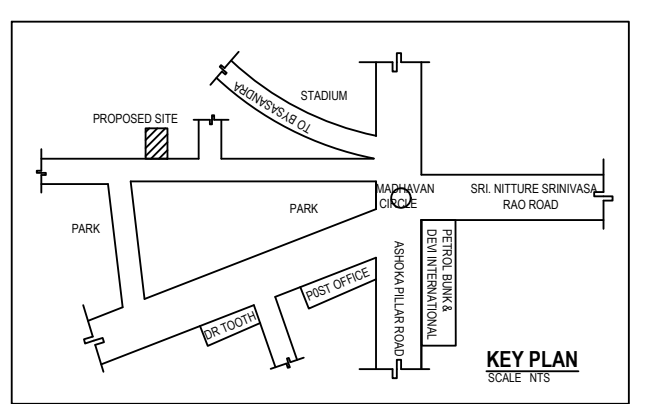 STADIUM
TO BYSASANDRA
PROPOSED SITE
MADHAVAN
CIRCLE
SRI. NITTURE SRINIVASA
RAO ROAD
PARK
PARK
PETROL BUNK &
DEVI INTERNATIONAL
ASHOKA PILLAR ROAD
P0ST OFFICE
DR TOOTH
KEY PLAN
SCALE NTS